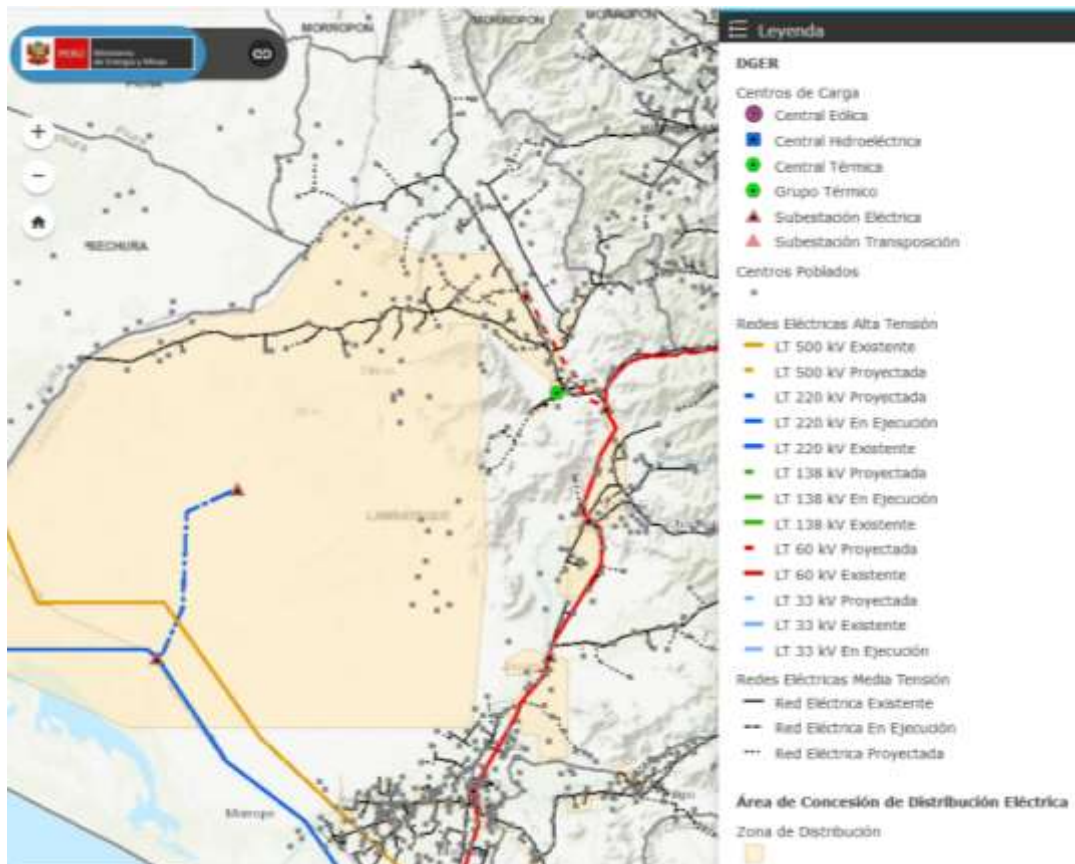 MORROPON
MORROPON
MORROPON
PERÚ
Ministerio
de Energía y Minas
PIURA
SECHURA
LAMBAYEQUE
Morrope
+
−
Leyenda
DGER
Centros de Carga
Central Eólica
Central Hidroeléctrica
Central Térmica
Grupo Térmico
Subestación Eléctrica
Subestación Transposición
Centros Poblados
Redes Eléctricas Alta Tensión
LT 500 kV Existente
LT 500 kV Proyectada
LT 220 kV Proyectada
LT 220 kV En Ejecución
LT 220 kV Existente
LT 138 kV Proyectada
LT 138 kV En Ejecución
LT 138 kV Existente
LT 60 kV Proyectada
LT 60 kV Existente
LT 33 kV Proyectada
LT 33 kV Existente
LT 33 kV En Ejecución
Redes Eléctricas Media Tensión
Red Eléctrica Existente
Red Eléctrica En Ejecución
Red Eléctrica Proyectada
Área de Concesión de Distribución Eléctrica
Zona de Distribución